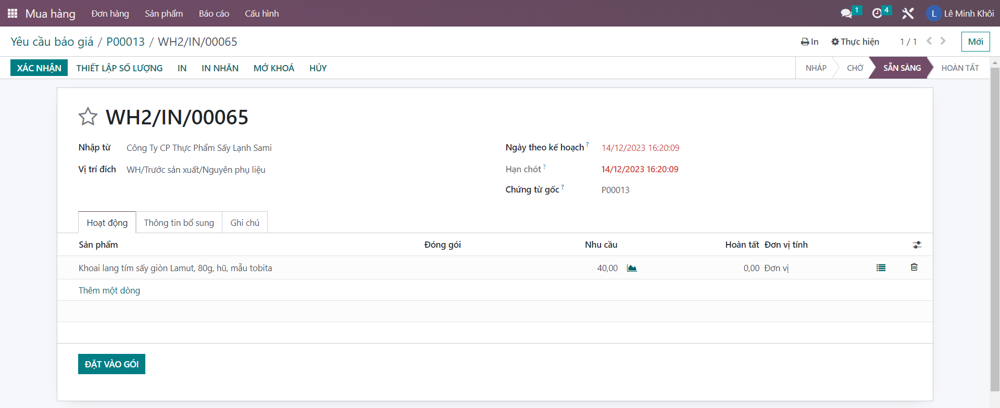 Mua hàng Đơn hàng Sản phẩm Báo cáo Cấu hình 1 4 L Lê Minh Khôi
Yêu cầu báo giá / P00013 / WH2/IN/00065 In Thực hiện 1 / 1 Mới
XÁC NHẬN THIẾT LẬP SỐ LƯỢNG IN IN NHÃN MỞ KHOÁ HỦY NHÁP CHỜ SẴN SÀNG HOÀN TẤT
WH2/IN/00065
Nhập từ Công Ty CP Thực Phẩm Sấy Lạnh Sami Ngày theo kế hoạch ? 14/12/2023 16:20:09
Vị trí đích WH/Trước sản xuất/Nguyên phụ liệu Hạn chót ? 14/12/2023 16:20:09
Chứng từ gốc ? P00013
Hoạt động Thông tin bổ sung Ghi chú
Sản phẩm Đóng gói Nhu cầu Hoàn tất Đơn vị tính
Khoai lang tím sấy giòn Lamut, 80g, hũ, mẫu tobita 40,00 0,00 Đơn vị
Thêm một dòng
ĐẶT VÀO GÓI